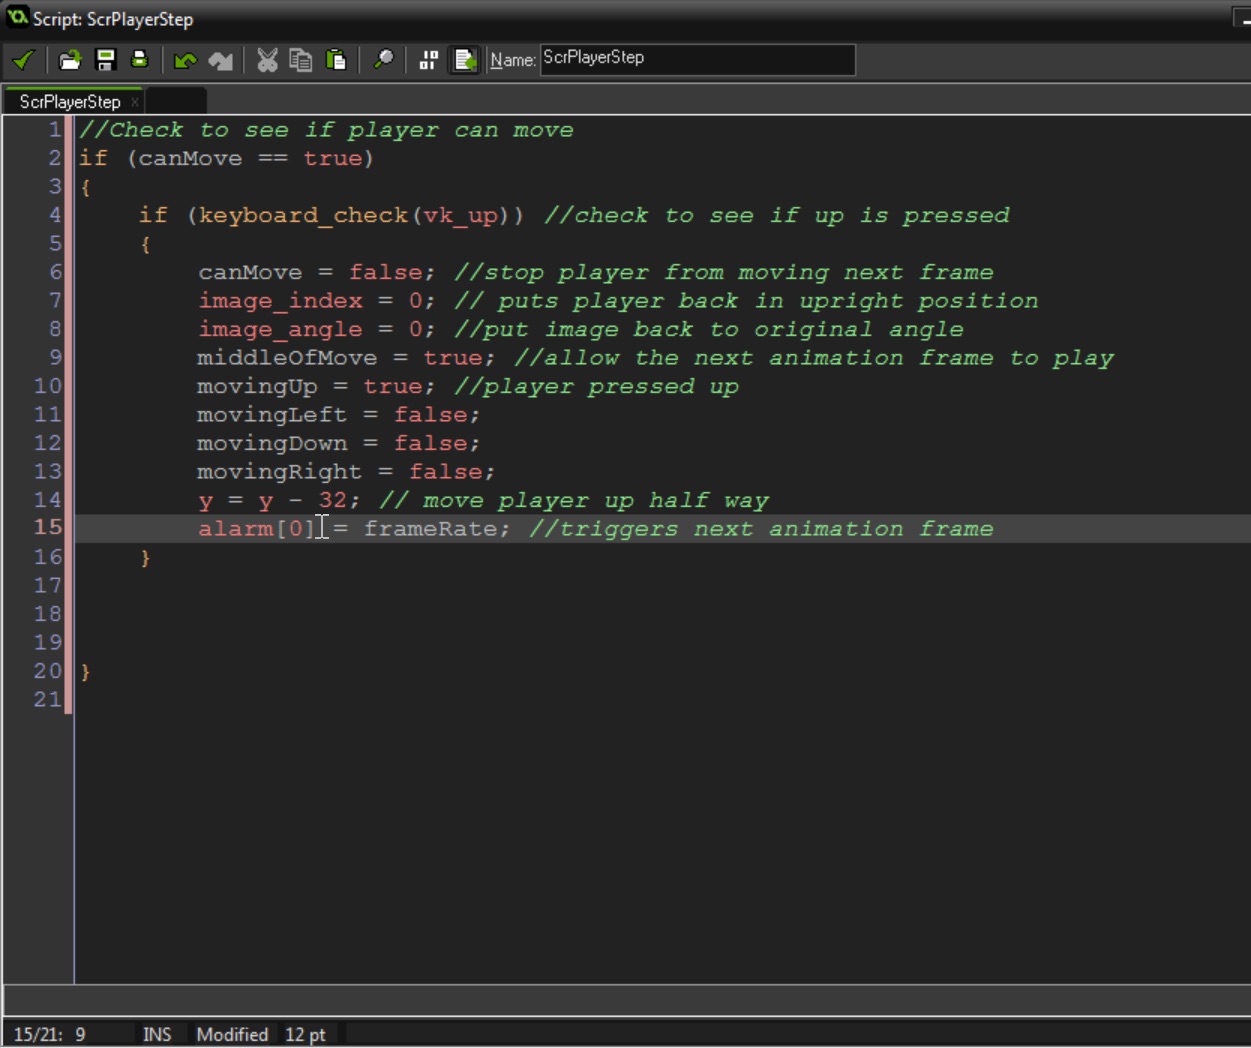 Script: ScrPlayerStep
Name: ScrPlayerStep
ScrPlayerStep ×
1 //Check to see if player can move
2 if (canMove == true)
3 {
4 if (keyboard_check(vk_up)) //check to see if up is pressed
5 {
6 canMove = false; //stop player from moving next frame
7 image_index = 0; // puts player back in upright position
8 image_angle = 0; //put image back to original angle
9 middleOfMove = true; //allow the next animation frame to play
10 movingUp = true; //player pressed up
11 movingLeft = false;
12 movingDown = false;
13 movingRight = false;
14 y = y - 32; // move player up half way
15 alarm[0] = frameRate; //triggers next animation frame
16 }
17
18
19
20 }
21
15/21: 9 INS Modified 12 pt